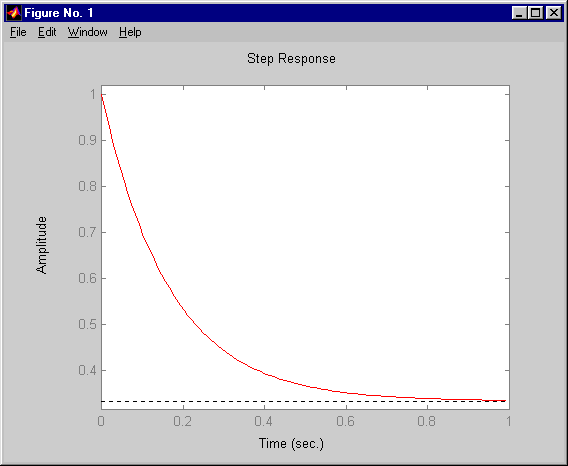 Figure No. 1
File Edit Window Help
Step Response
1
0.9
0.8
0.7
0.6
0.5
0.4
Amplitude
0 0.2 0.4 0.6 0.8 1
Time (sec.)